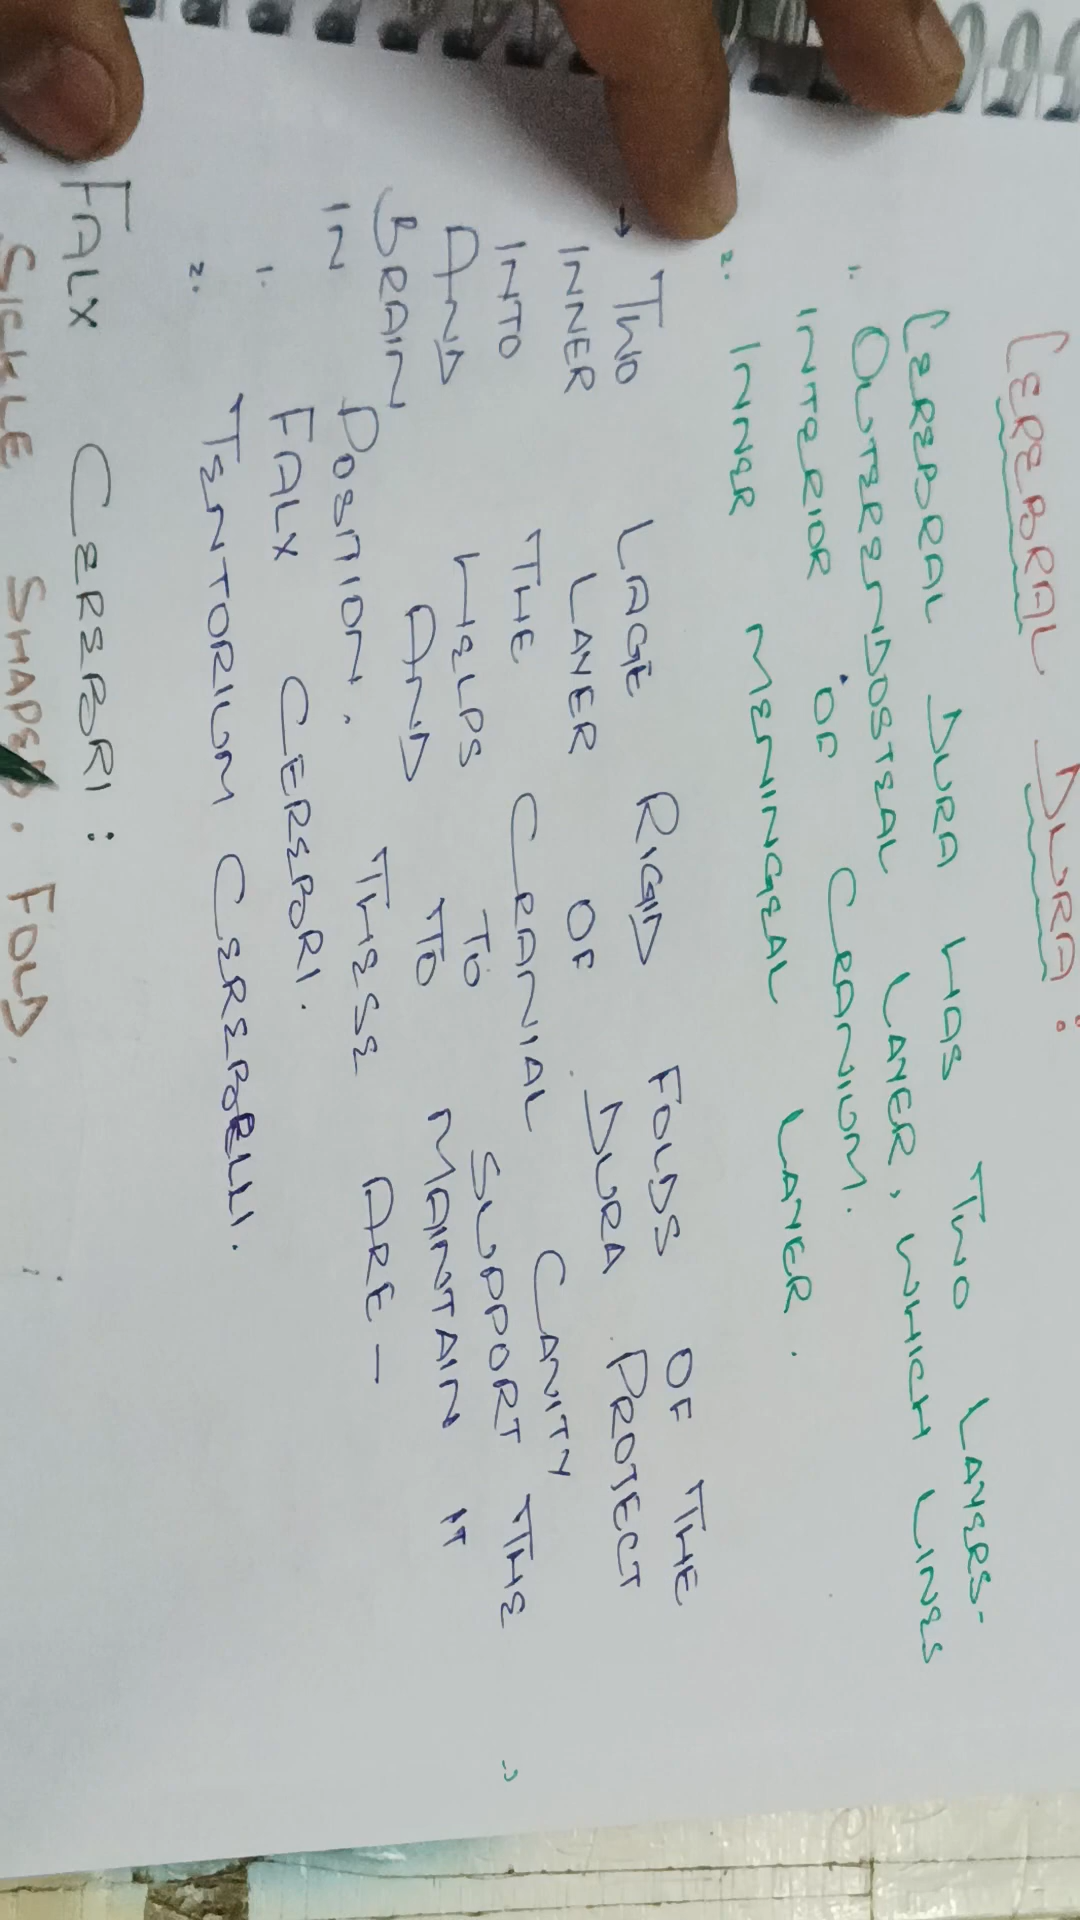 CEREBRAL DURA:
CEREBRAL DURA HAS TWO LAYERS-
1. OUTERENDOSTEAL LAYER, WHICH LINES
INTERIOR OF CRANIUM.
2. INNER MENINGEAL LAYER.
→ TWO LAGE RIGID FOLDS OF THE
INNER LAYER OF DURA PROTECT
INTO THE CRANIAL CAVITY
AND HELPS TO SUPPORT THE
BRAIN AND TO MAINTAIN IT
IN POSITION. THESE ARE -
1. FALX CEREBRI.
2. TENTORIUM CEREBELLI.
FALX CEREBRI:
SICKLE SHAPED. FOLD.